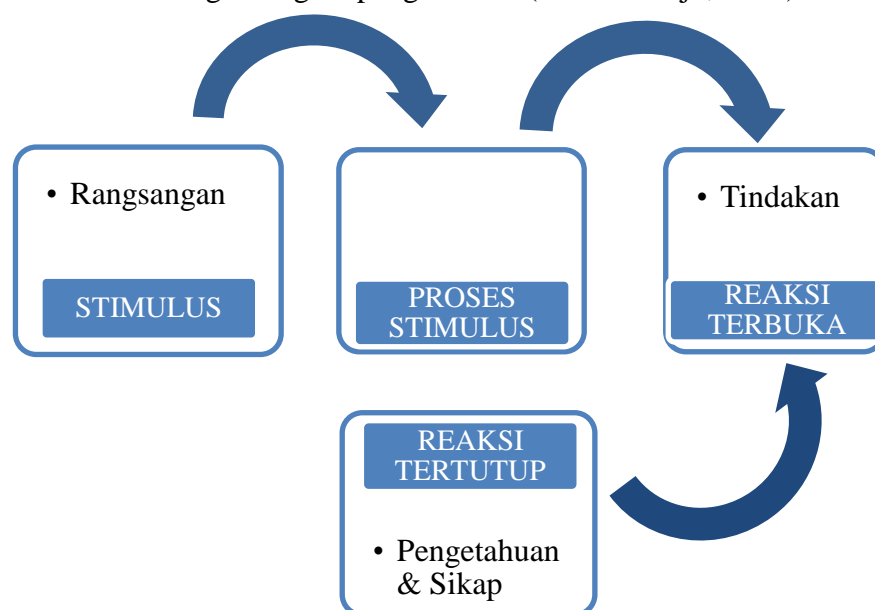 • Rangsangan
STIMULUS
PROSES
STIMULUS
• Tindakan
REAKSI
TERBUKA
REAKSI
TERTUTUP
• Pengetahuan
& Sikap